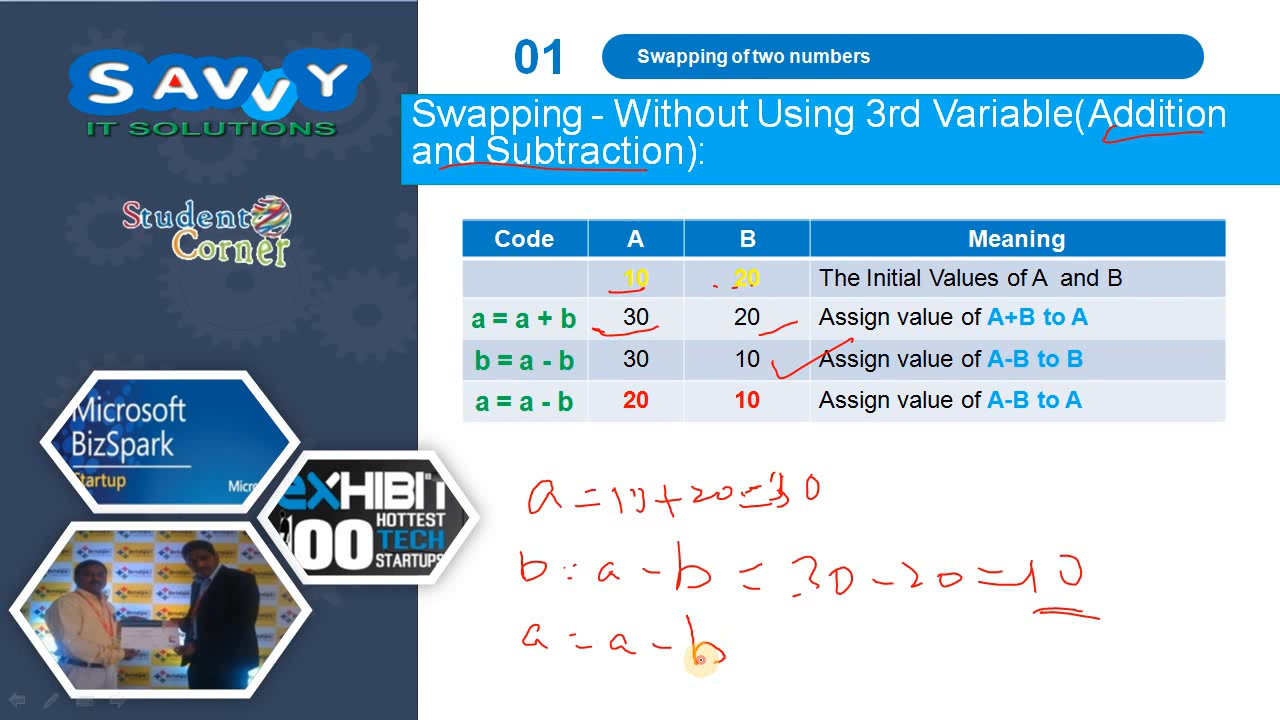 SAVVY
IT SOLUTIONS
Student
Corner
Microsoft
BizSpark
Startup
Micr
eXHIBIT
100 HOTTEST
TECH
STARTUPS
01 Swapping of two numbers
Swapping - Without Using 3rd Variable(Addition
and Subtraction):
Code A B Meaning
10 20 The Initial Values of A and B
a = a + b 30 20 Assign value of A+B to A
b = a - b 30 10 Assign value of A-B to B
a = a - b 20 10 Assign value of A-B to A
a = 10 + 20 = 30
b = a - b = 30 - 20 = 10
a = a - b